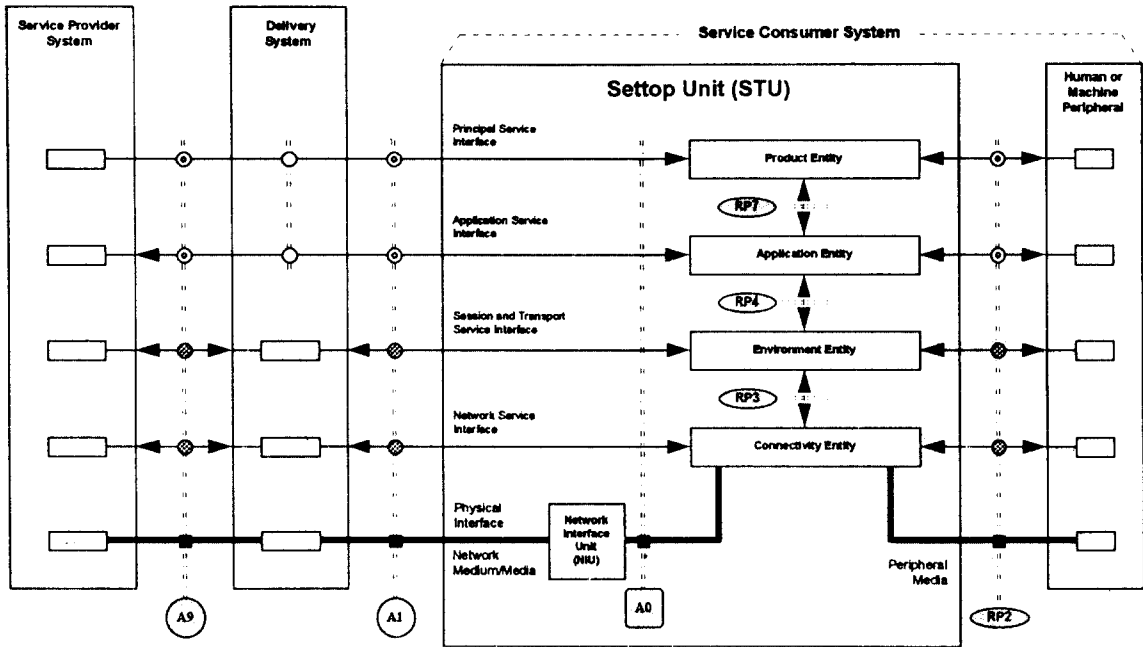 Service Provider
System
Delivery
System
Service Consumer System
Settop Unit (STU)
Human or
Machine
Peripheral
Principal Service
Interface
Product Entity
RP7
Application Service
Interface
Application Entity
RP4
Session and Transport
Service Interface
Environment Entity
RP3
Network Service
Interface
Connectivity Entity
Physical
Interface
Network
Medium/Media
Network
Interface
Unit
(NIU)
Peripheral
Media
A9
A1
A0
RP2